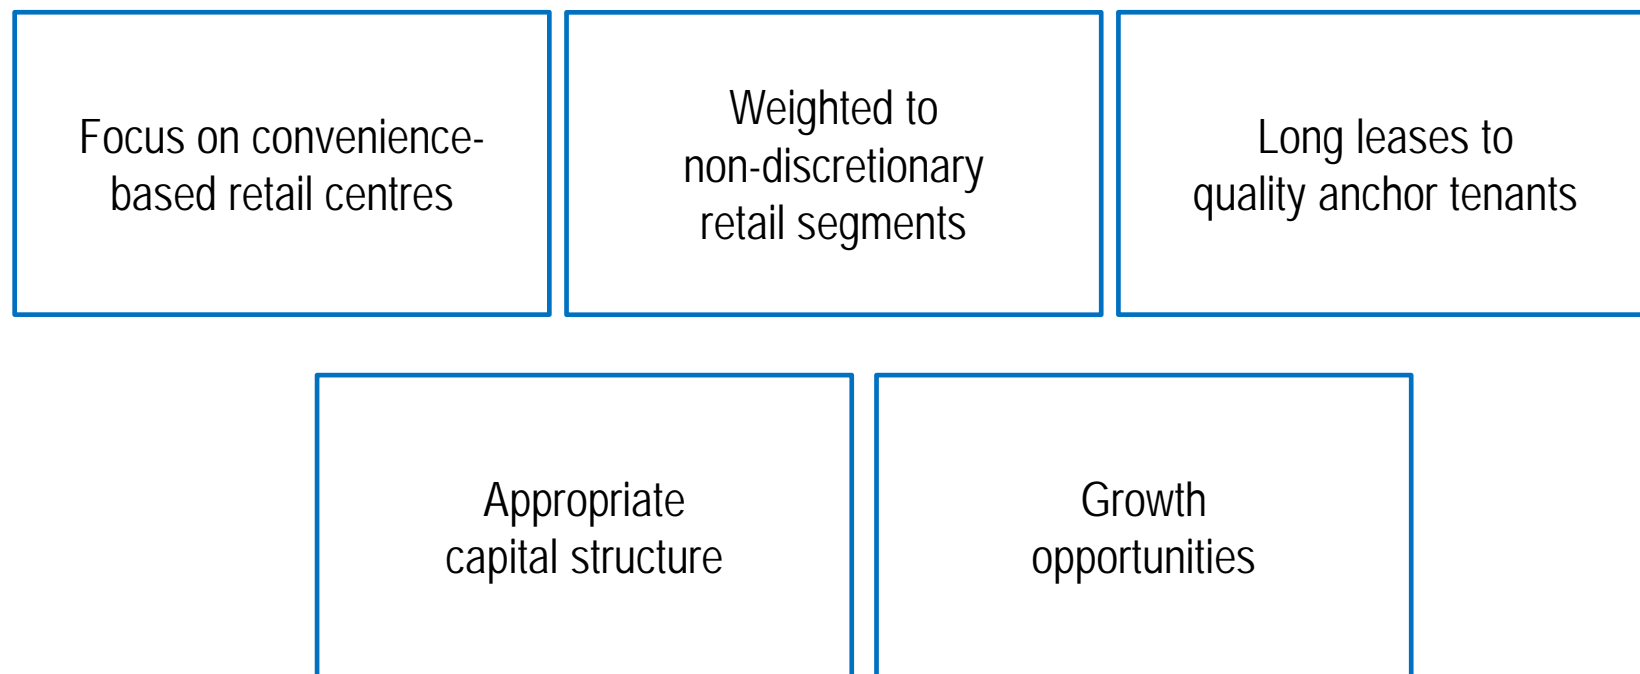 Focus on convenience-
based retail centres
Weighted to
non-discretionary
retail segments
Long leases to
quality anchor tenants
Appropriate
capital structure
Growth
opportunities